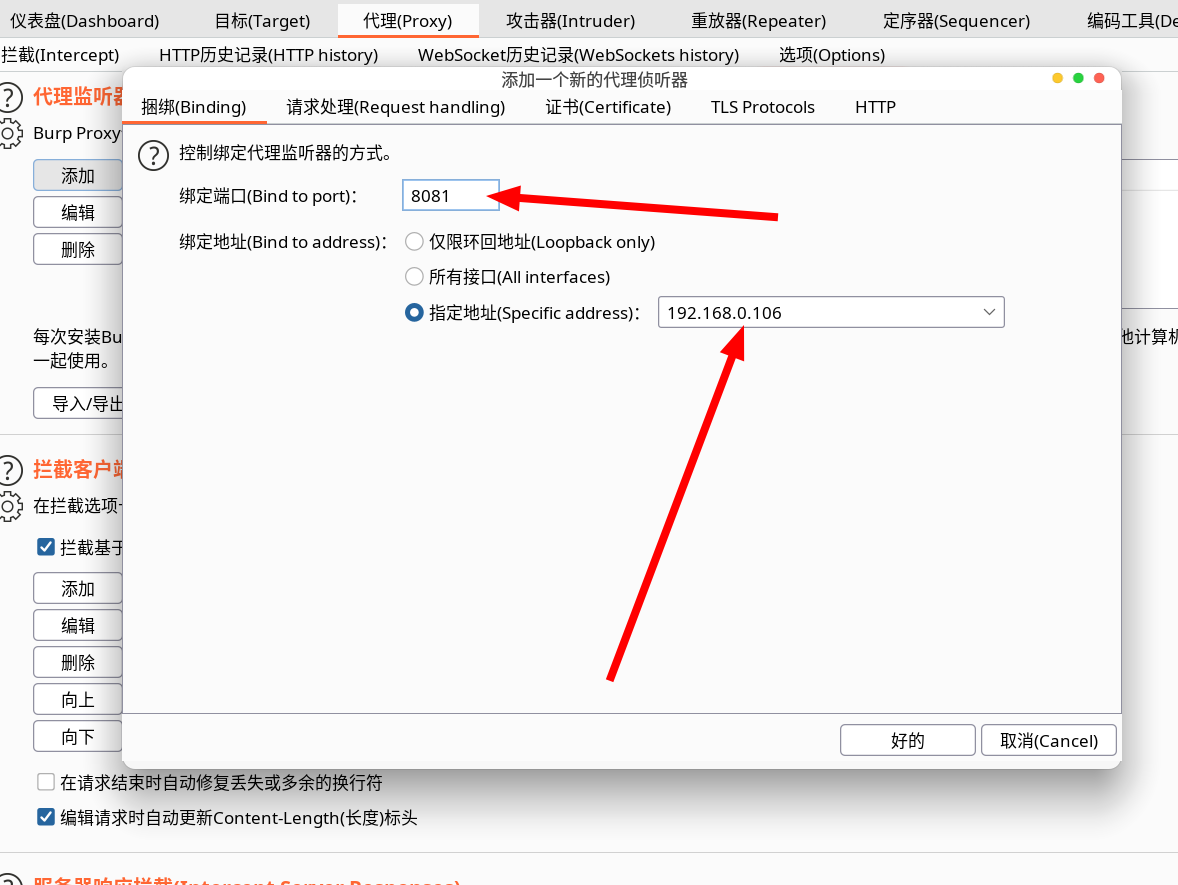 仪表盘(Dashboard) 目标(Target) 代理(Proxy) 攻击器(Intruder) 重放器(Repeater) 定序器(Sequencer) 编码工具(De
拦截(Intercept) HTTP历史记录(HTTP history) WebSocket历史记录(WebSockets history) 选项(Options)
添加一个新的代理侦听器
捆绑(Binding) 请求处理(Request handling) 证书(Certificate) TLS Protocols HTTP
控制绑定代理监听器的方式。
绑定端口(Bind to port)： 8081
绑定地址(Bind to address)： 仅限环回地址(Loopback only)
所有接口(All interfaces)
指定地址(Specific address)： 192.168.0.106
好的 取消(Cancel)
代理监听器
Burp Proxy
添加
编辑
删除
每次安装Bu 他计算机
一起使用。
导入/导出
拦截客户端
在拦截选项卡
拦截基于
添加
编辑
删除
向上
向下
在请求结束时自动修复丢失或多余的换行符
编辑请求时自动更新Content-Length(长度)标头
服务器响应拦截(Intercept Server Responses)